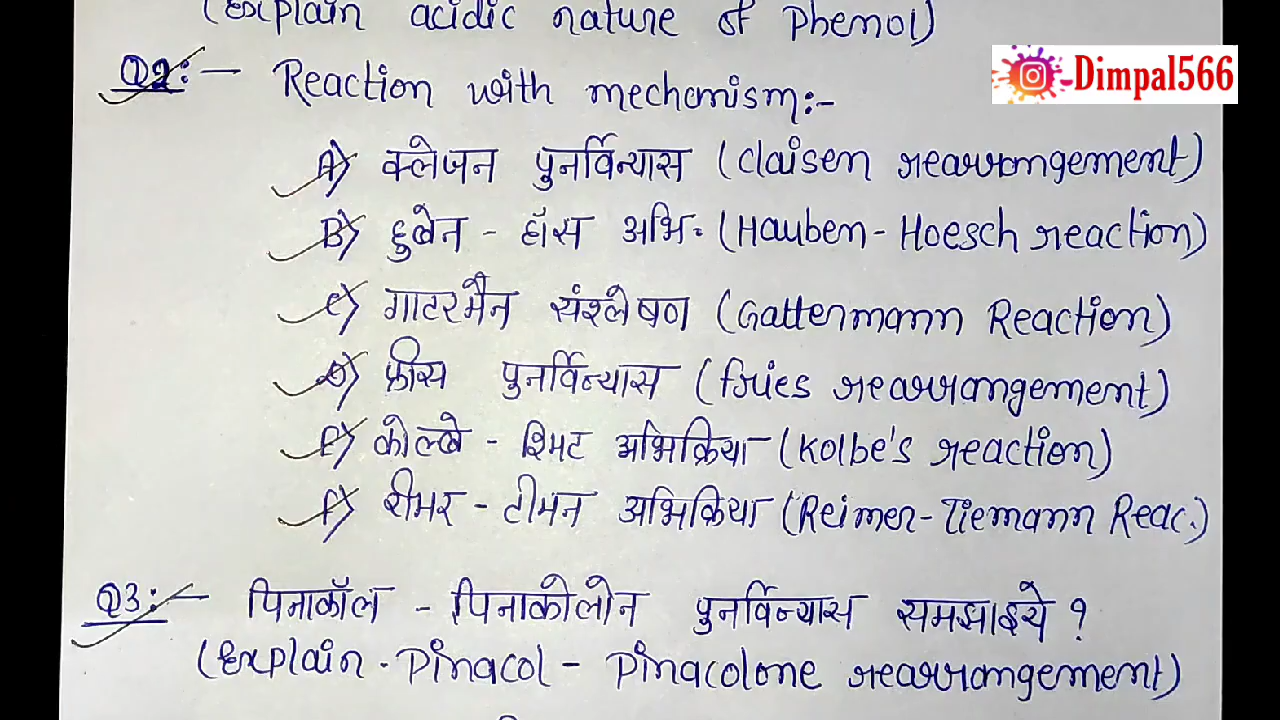 (Explain acidic nature of Phenol)
Q2:- Reaction with mechanism:-
-Dimpal566
A) क्लेजन पुनर्विन्यास (Claisen rearrangement)
B) हुबेन - हॉस अभि. (Hauben-Hoesch reaction)
C) गाटरमैन संश्लेषण (Gattermann Reaction)
D) फ्रीस पुनर्विन्यास (fries rearrangement)
E) कोल्बे - श्मिट अभिक्रिया (Kolbe's reaction)
F) रीमर - टीमन अभिक्रिया (Reimer-Tiemann Reac.)
Q3:- पिनाकॉल - पिनाकोलोन पुनर्विन्यास समझाइये ?
(Explain. Pinacol - Pinacolone rearrangement)